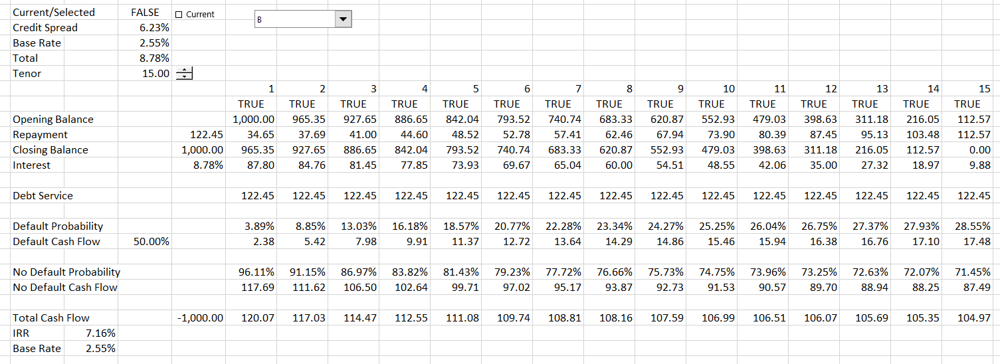 Current/Selected FALSE Current B
Credit Spread 6.23%
Base Rate 2.55%
Total 8.78%
Tenor 15.00
1 2 3 4 5 6 7 8 9 10 11 12 13 14 15
TRUE TRUE TRUE TRUE TRUE TRUE TRUE TRUE TRUE TRUE TRUE TRUE TRUE TRUE TRUE
Opening Balance 1,000.00 965.35 927.65 886.65 842.04 793.52 740.74 683.33 620.87 552.93 479.03 398.63 311.18 216.05 112.57
Repayment 122.45 34.65 37.69 41.00 44.60 48.52 52.78 57.41 62.46 67.94 73.90 80.39 87.45 95.13 103.48 112.57
Closing Balance 1,000.00 965.35 927.65 886.65 842.04 793.52 740.74 683.33 620.87 552.93 479.03 398.63 311.18 216.05 112.57 0.00
Interest 8.78% 87.80 84.76 81.45 77.85 73.93 69.67 65.04 60.00 54.51 48.55 42.06 35.00 27.32 18.97 9.88
Debt Service 122.45 122.45 122.45 122.45 122.45 122.45 122.45 122.45 122.45 122.45 122.45 122.45 122.45 122.45 122.45
Default Probability 3.89% 8.85% 13.03% 16.18% 18.57% 20.77% 22.28% 23.34% 24.27% 25.25% 26.04% 26.75% 27.37% 27.93% 28.55%
Default Cash Flow 50.00% 2.38 5.42 7.98 9.91 11.37 12.72 13.64 14.29 14.86 15.46 15.94 16.38 16.76 17.10 17.48
No Default Probability 96.11% 91.15% 86.97% 83.82% 81.43% 79.23% 77.72% 76.66% 75.73% 74.75% 73.96% 73.25% 72.63% 72.07% 71.45%
No Default Cash Flow 117.69 111.62 106.50 102.64 99.71 97.02 95.17 93.87 92.73 91.53 90.57 89.70 88.94 88.25 87.49
Total Cash Flow -1,000.00 120.07 117.03 114.47 112.55 111.08 109.74 108.81 108.16 107.59 106.99 106.51 106.07 105.69 105.35 104.97
IRR 7.16%
Base Rate 2.55%